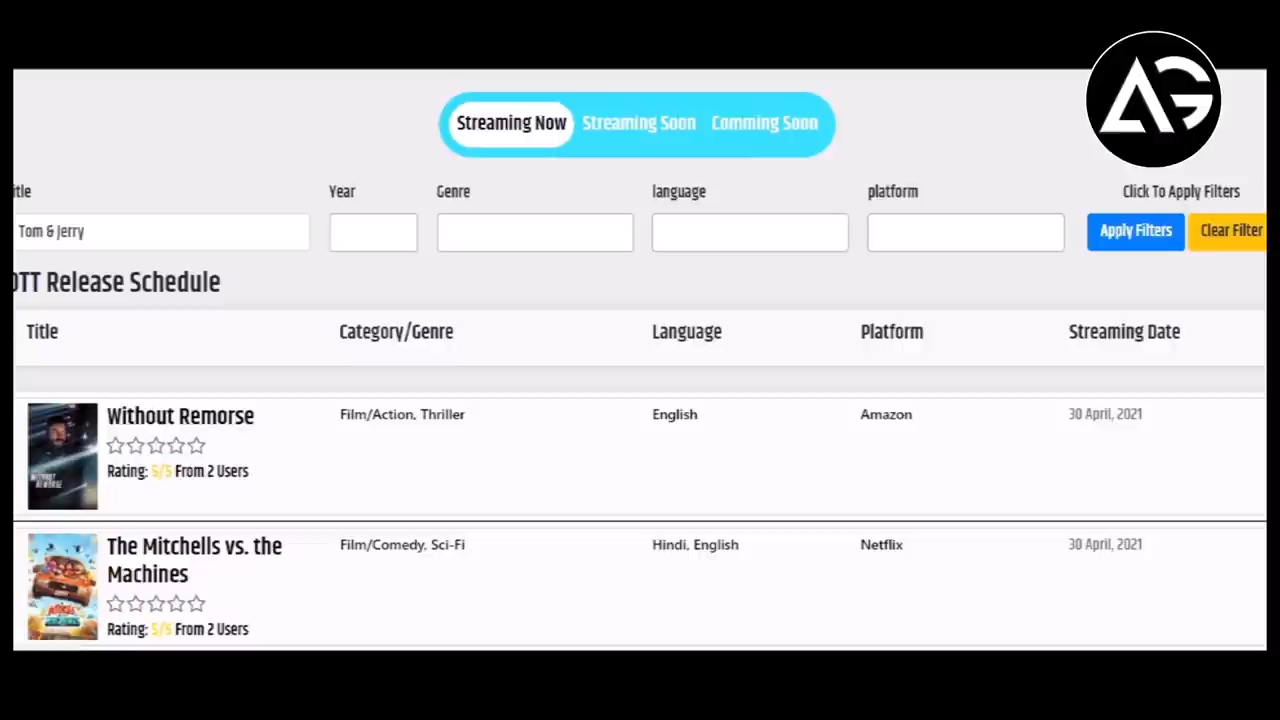 AG
Streaming Now Streaming Soon Comming Soon
itle Year Genre language platform Click To Apply Filters
Tom & Jerry Apply Filters Clear Filter
OTT Release Schedule
Title Category/Genre Language Platform Streaming Date
Without Remorse Film/Action, Thriller English Amazon 30 April, 2021
Rating: 5/5 From 2 Users
WITHOUT
REMORSE
The Mitchells vs. the Film/Comedy, Sci-Fi Hindi, English Netflix 30 April, 2021
Machines
Rating: 5/5 From 2 Users